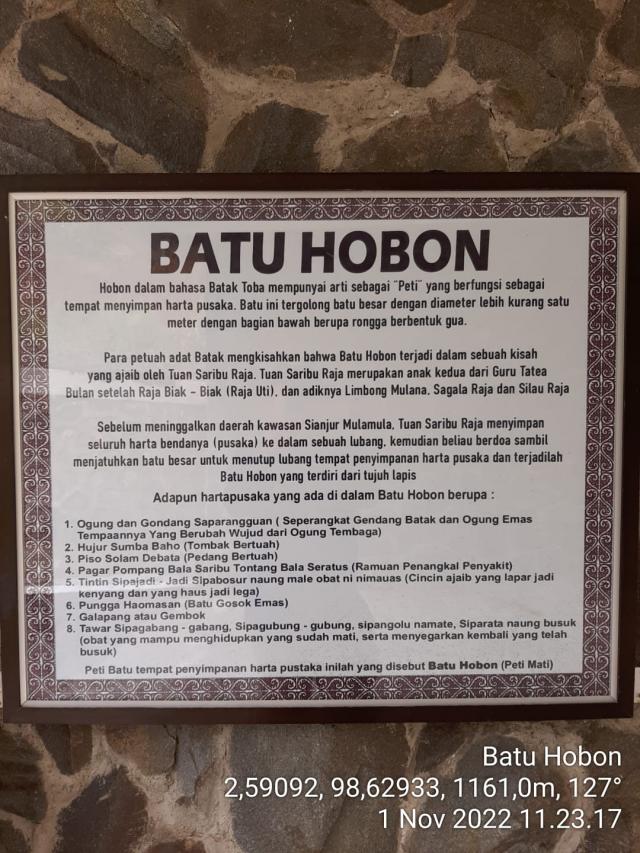 BATU HOBON
Hobon dalam bahasa Batak Toba mempunyai arti sebagai "Peti" yang berfungsi sebagai
tempat menyimpan harta pusaka. Batu ini tergolong batu besar dengan diameter lebih kurang satu
meter dengan bagian bawah berupa rongga berbentuk gua.
Para petuah adat Batak mengkisahkan bahwa Batu Hobon terjadi dalam sebuah kisah
yang ajaib oleh Tuan Saribu Raja. Tuan Saribu Raja merupakan anak kedua dari Guru Tatea
Bulan setelah Raja Biak - Biak (Raja Uti), dan adiknya Limbong Mulana, Sagala Raja dan Silau Raja
Sebelum meninggalkan daerah kawasan Sianjur Mulamula, Tuan Saribu Raja menyimpan
seluruh harta bendanya (pusaka) ke dalam sebuah lubang, kemudian beliau berdoa sambil
menjatuhkan batu besar untuk menutup lubang tempat penyimpanan harta pusaka dan terjadilah
Batu Hobon yang terdiri dari tujuh lapis
Adapun hartapusaka yang ada di dalam Batu Hobon berupa :
1. Ogung dan Gondang Saparangguan ( Seperangkat Gendang Batak dan Ogung Emas
Tempaannya Yang Berubah Wujud dari Ogung Tembaga)
2. Hujur Sumba Baho (Tombak Bertuah)
3. Piso Solam Debata (Pedang Bertuah)
4. Pagar Pompang Bala Saribu Tontang Bala Seratus (Ramuan Penangkal Penyakit)
5. Tintin Sipajadi - Jadi Sipabosur naung male obat ni nimauas (Cincin ajaib yang lapar jadi
kenyang dan yang haus jadi lega)
6. Pungga Haomasan (Batu Gosok Emas)
7. Galapang atau Gembok
8. Tawar Sipagabang - gabang, Sipagubung - gubung, sipangolu namate, Siparata naung busuk
(obat yang mampu menghidupkan yang sudah mati, serta menyegarkan kembali yang telah
busuk)
Peti Batu tempat penyimpanan harta pustaka inilah yang disebut Batu Hobon (Peti Mati)
Batu Hobon
2,59092, 98,62933, 1161,0m, 127°
1 Nov 2022 11.23.17